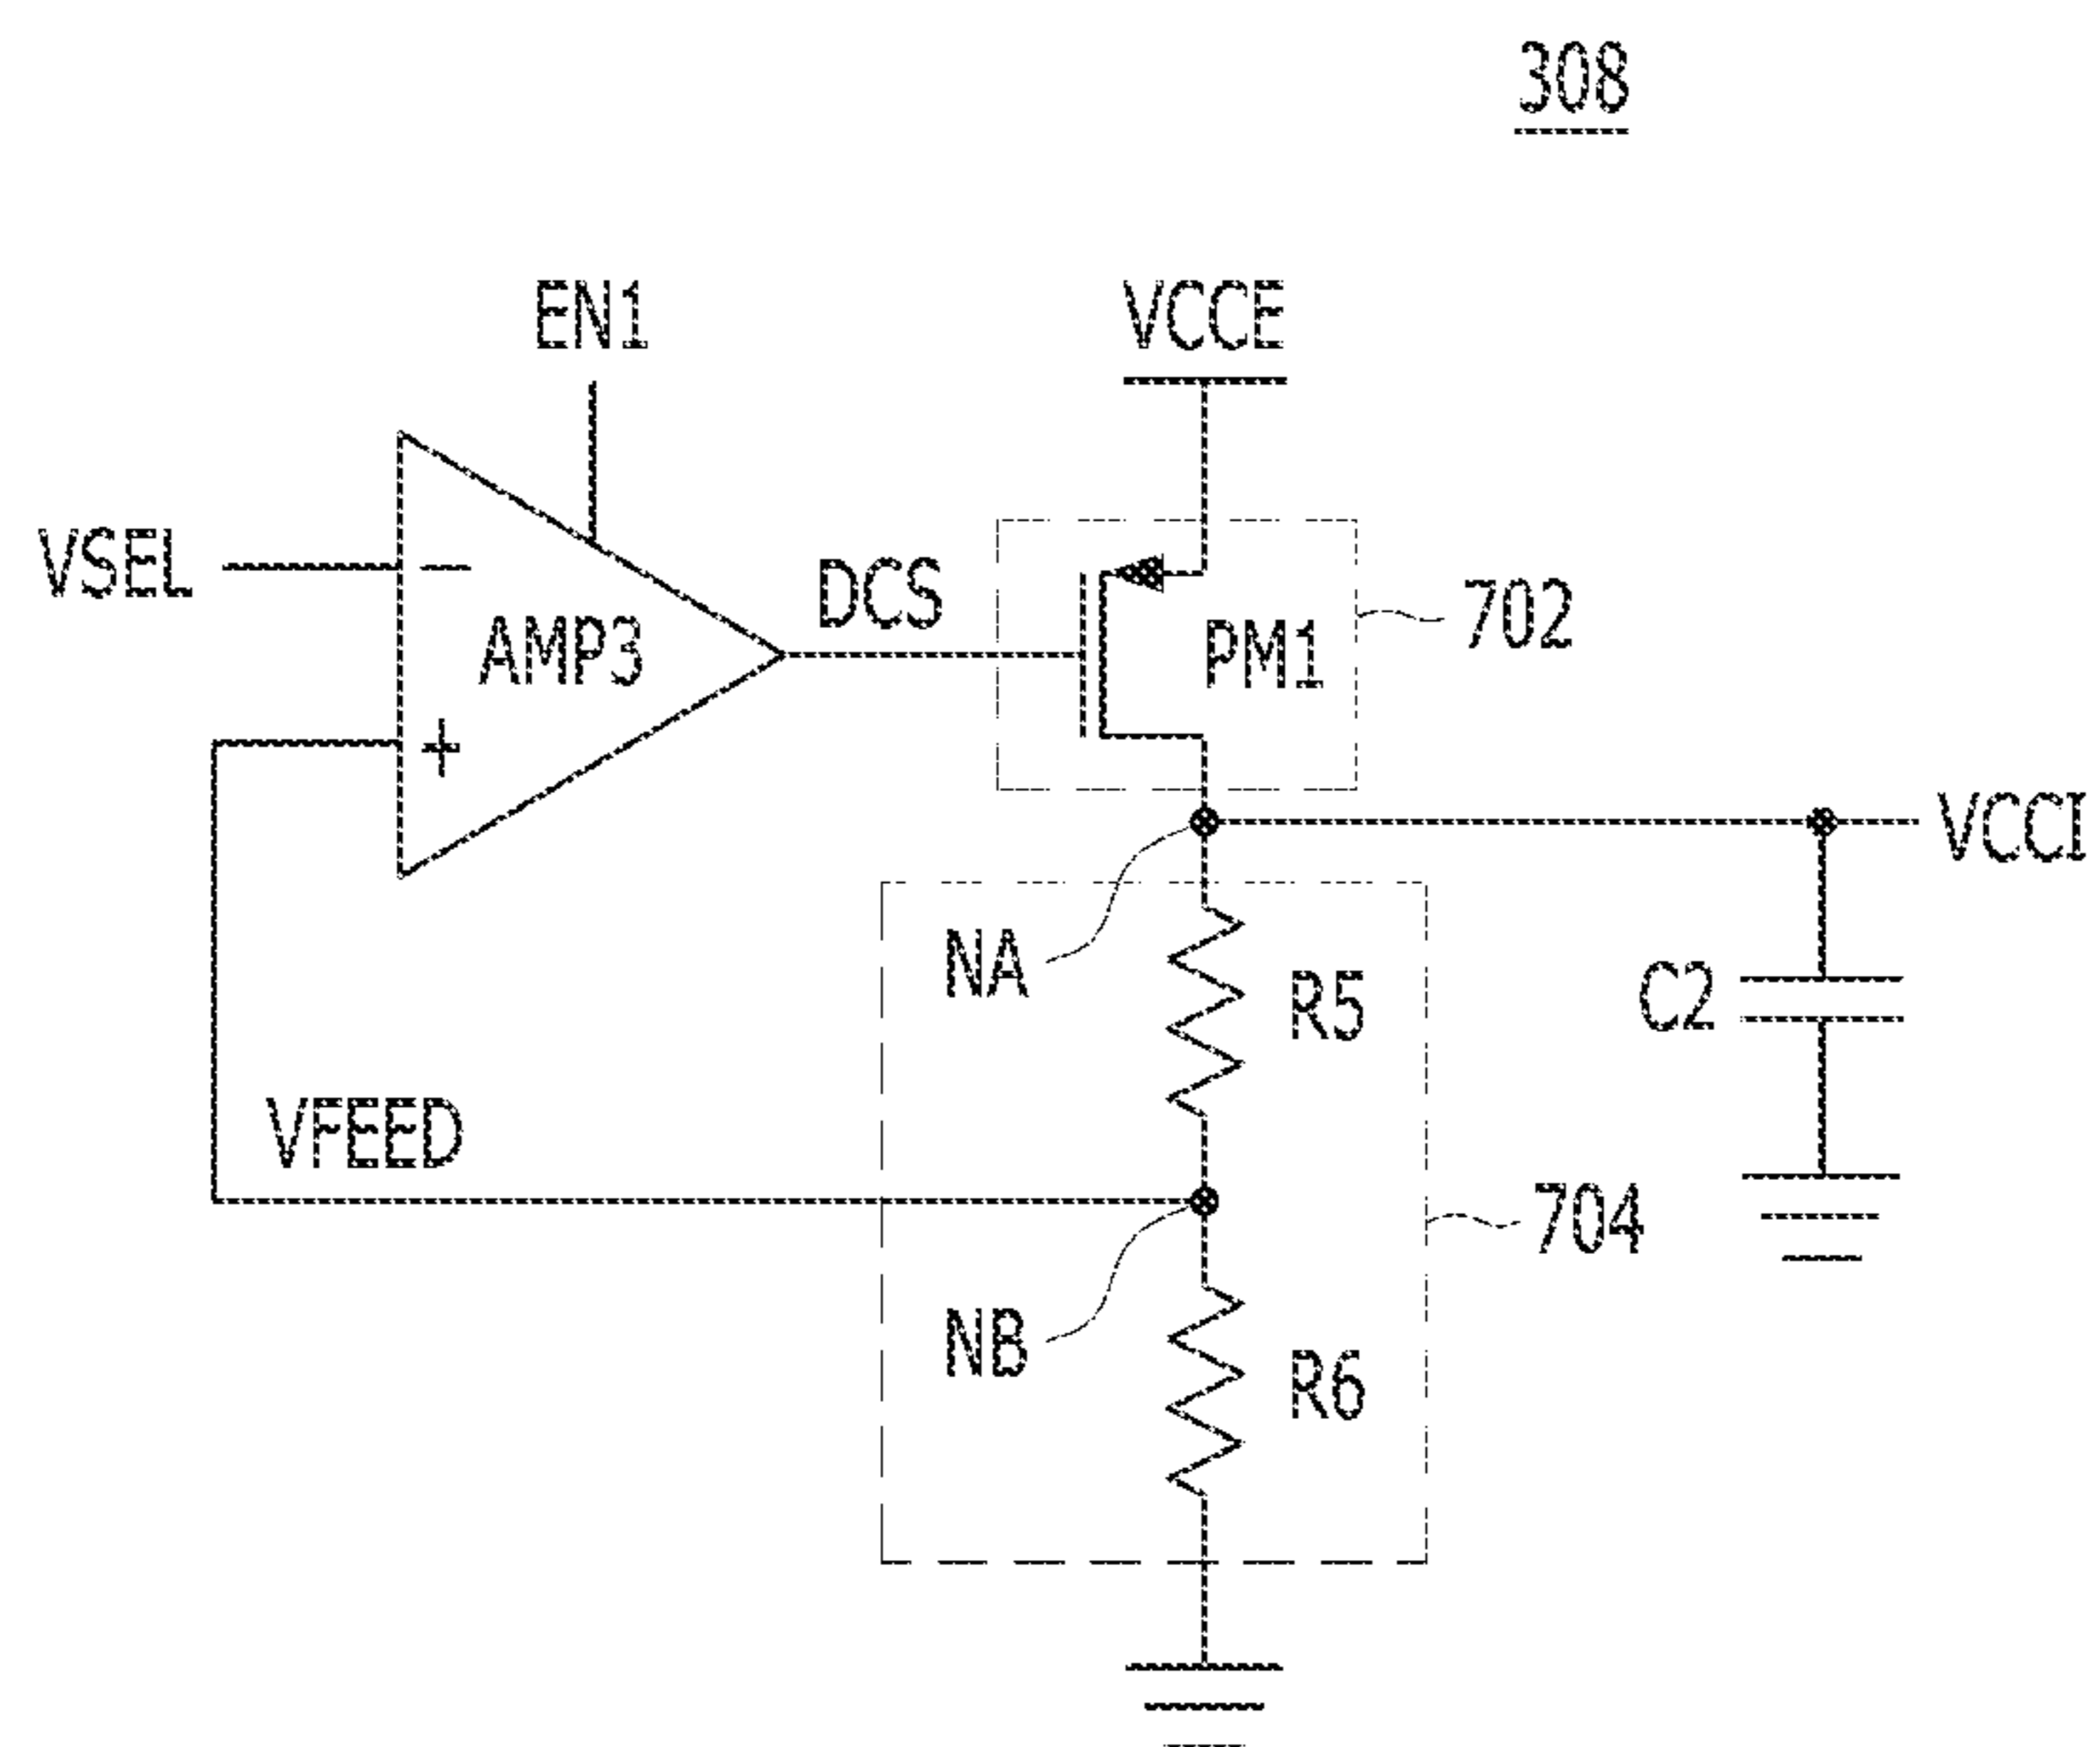 308
EN1
VCCE
VSEL
−
AMP3
+
DCS
PM1
702
VCCI
NA
R5
C2
VFEED
704
NB
R6